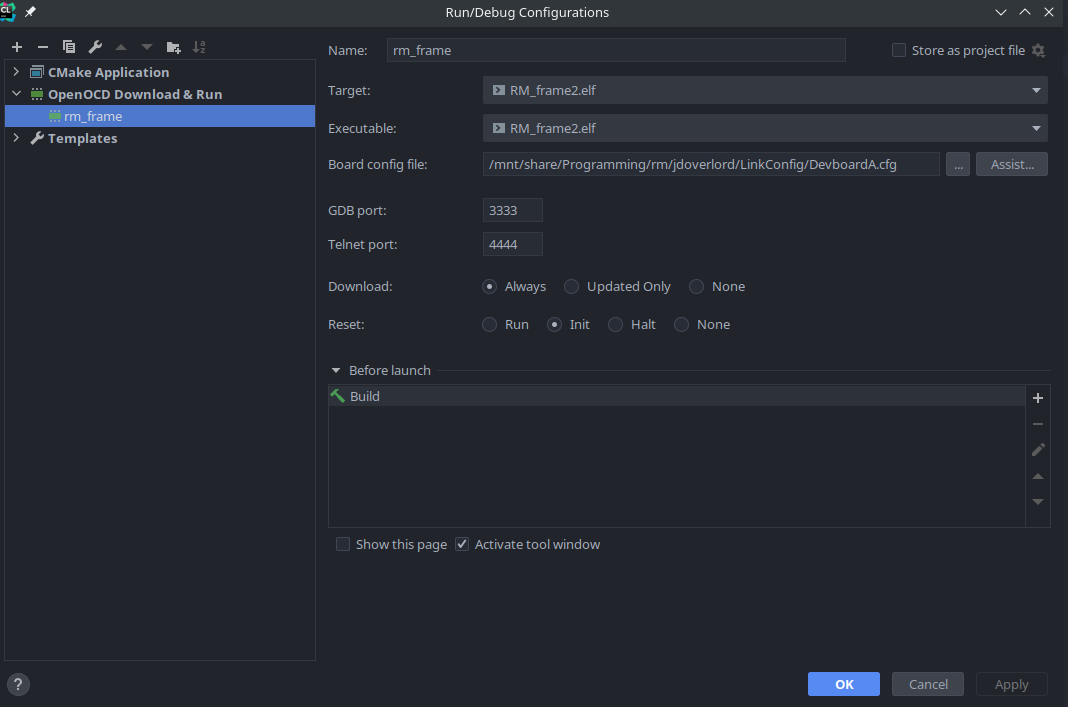 CL
Run/Debug Configurations
CMake Application
OpenOCD Download & Run
rm_frame
Templates
Name: rm_frame Store as project file
Target: RM_frame2.elf
Executable: RM_frame2.elf
Board config file: /mnt/share/Programming/rm/jdoverlord/LinkConfig/DevboardA.cfg ... Assist...
GDB port: 3333
Telnet port: 4444
Download: Always Updated Only None
Reset: Run Init Halt None
Before launch
Build
Show this page Activate tool window
? OK Cancel Apply